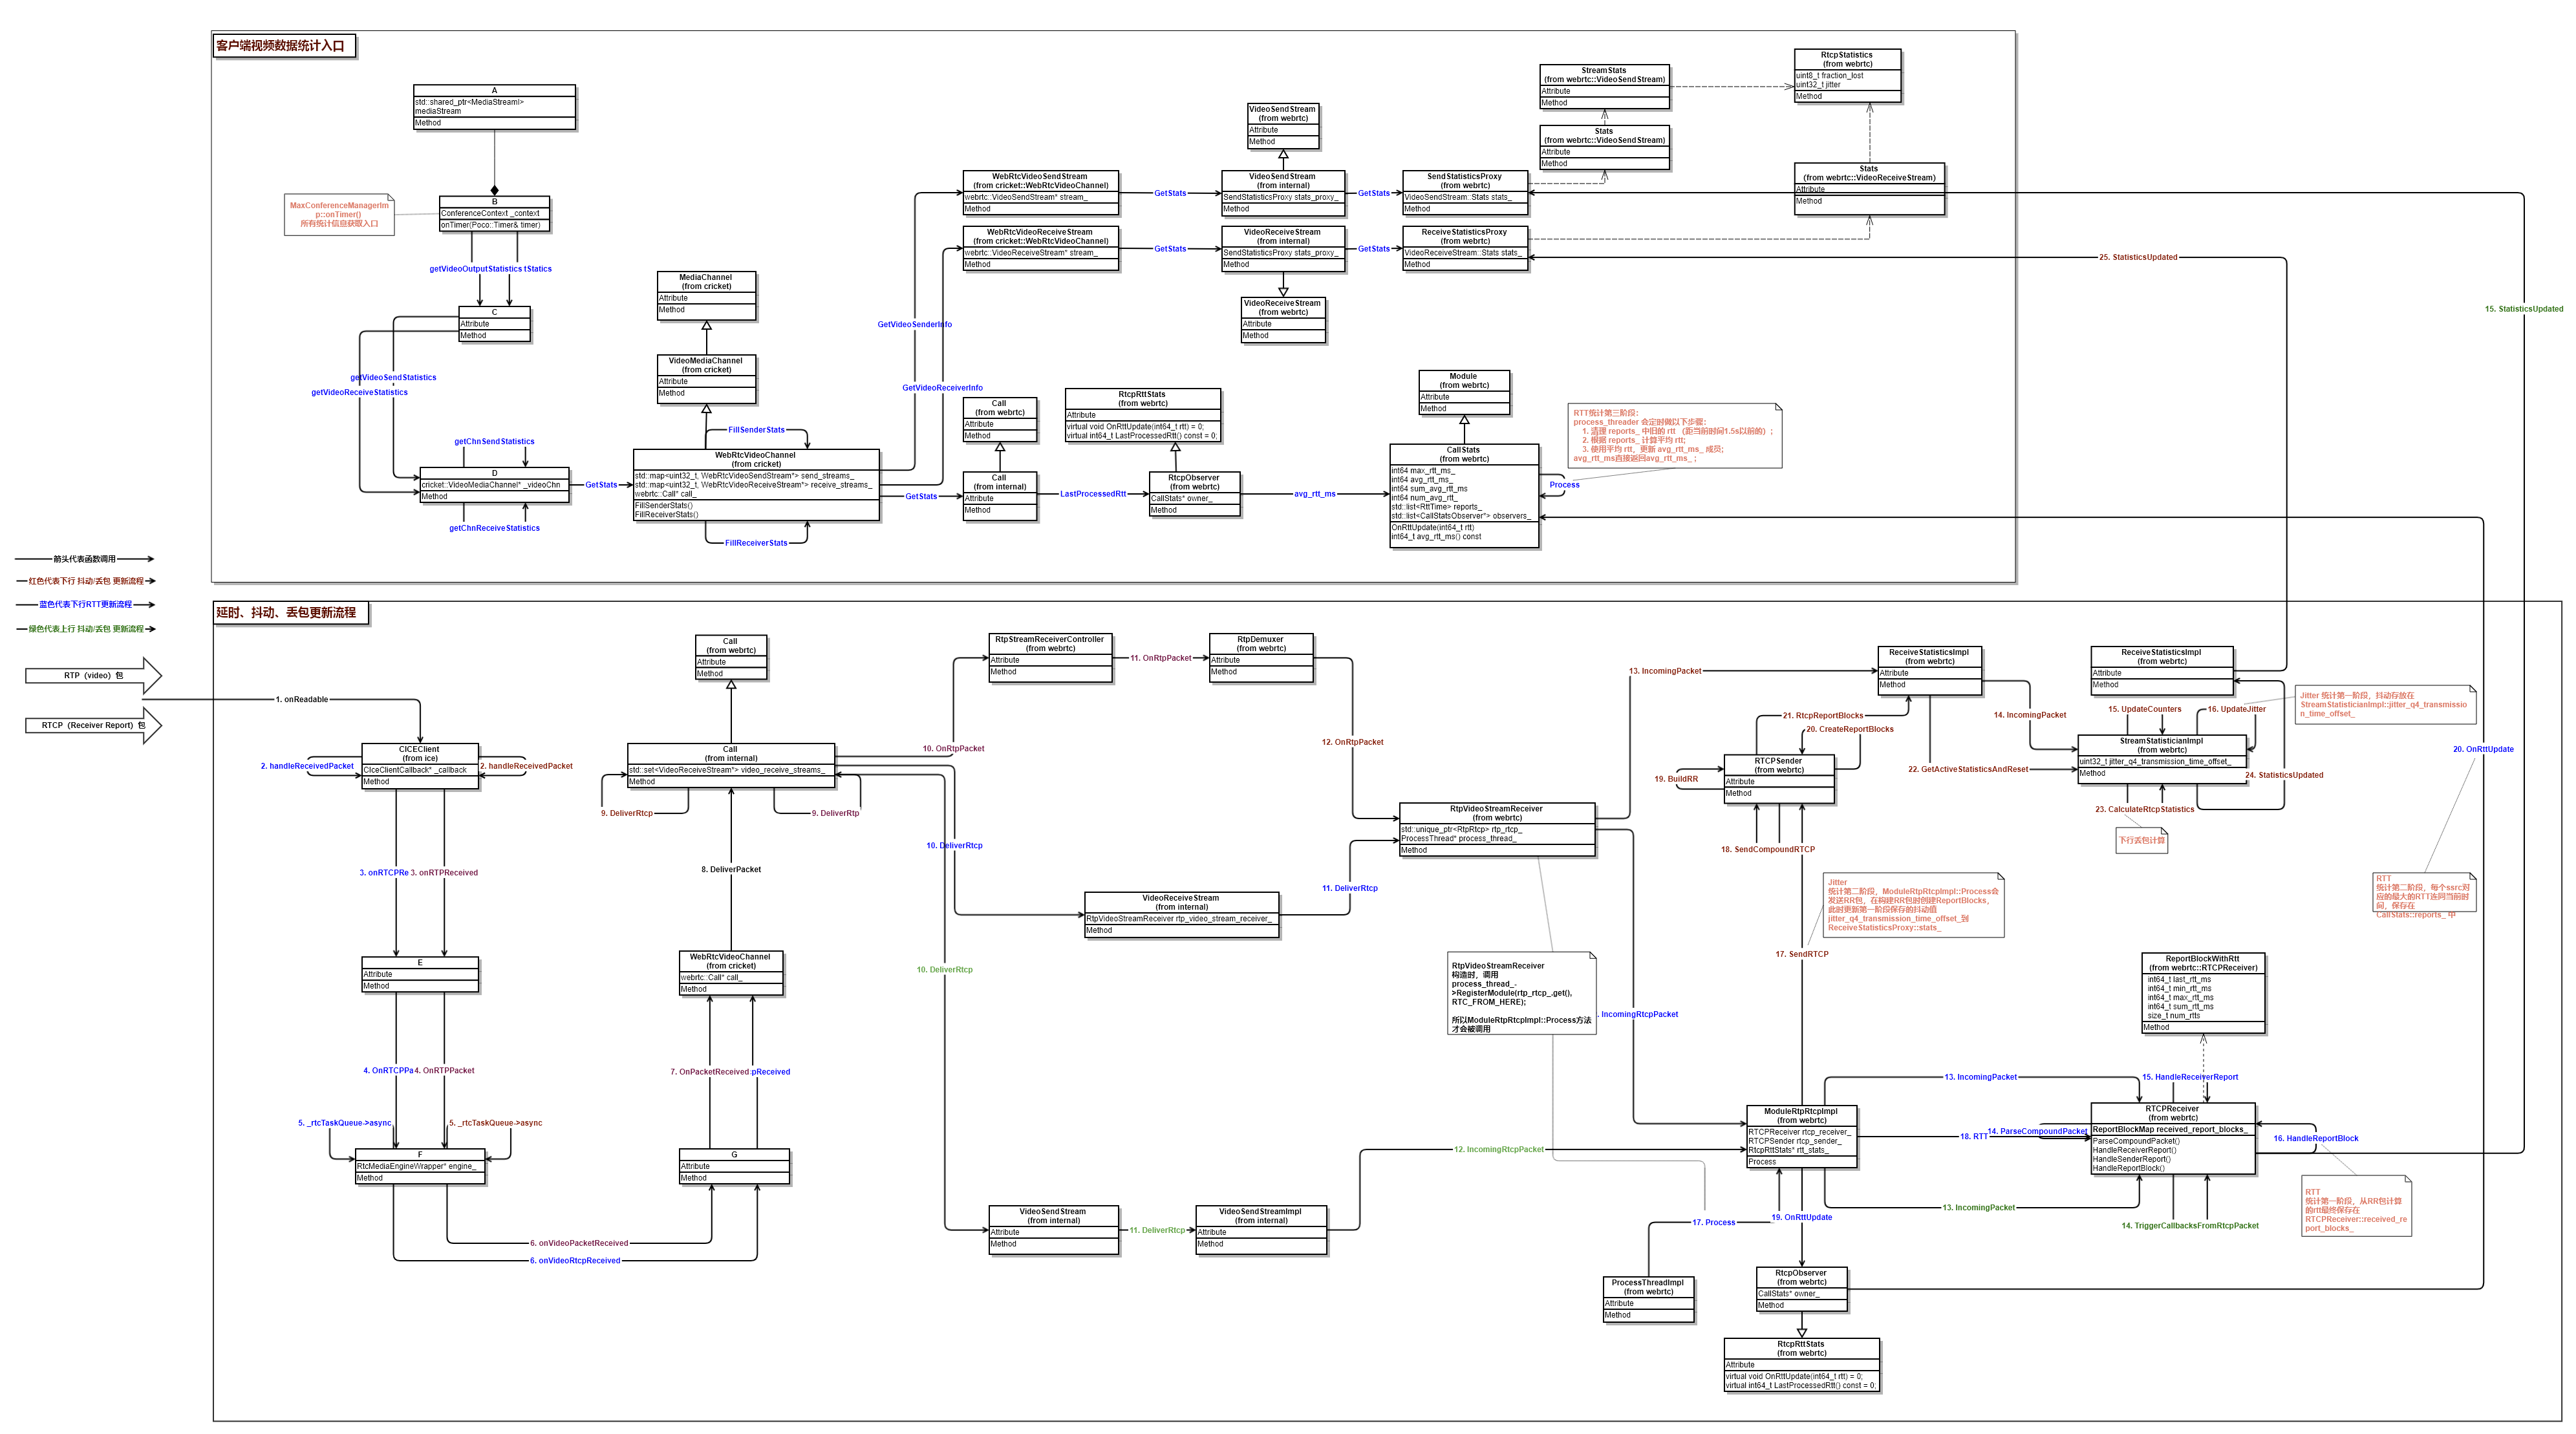 客户端视频数据统计入口
A
std::shared_ptr<MediaStreamI>
mediaStream
Method
MaxConferenceManagerIm
p::onTimer()
所有统计信息获取入口
B
ConferenceContext _context
onTimer(Poco::Timer& timer)
getVideoOutputStatistics
tStatics
C
Attribute
Method
getVideoSendStatistics
getVideoReceiveStatistics
getChnSendStatistics
D
cricket::VideoMediaChannel* _videoChn
Method
getChnReceiveStatistics
GetStats
MediaChannel
(from cricket)
Attribute
Method
VideoMediaChannel
(from cricket)
Attribute
Method
FillSenderStats
WebRtcVideoChannel
(from cricket)
std::map<uint32_t, WebRtcVideoSendStream*> send_streams_
std::map<uint32_t, WebRtcVideoReceiveStream*> receive_streams_
webrtc::Call* call_
FillSenderStats()
FillReceiverStats()
FillReceiverStats
GetVideoSenderInfo
GetVideoReceiverInfo
GetStats
WebRtcVideoSendStream
(from cricket::WebRtcVideoChannel)
webrtc::VideoSendStream* stream_
Method
GetStats
WebRtcVideoReceiveStream
(from cricket::WebRtcVideoChannel)
webrtc::VideoReceiveStream* stream_
Method
GetStats
VideoSendStream
(from webrtc)
Attribute
Method
VideoSendStream
(from internal)
SendStatisticsProxy stats_proxy_
Method
GetStats
VideoReceiveStream
(from internal)
SendStatisticsProxy stats_proxy_
Method
GetStats
VideoReceiveStream
(from webrtc)
Attribute
Method
SendStatisticsProxy
(from webrtc)
VideoSendStream::Stats stats_
Method
ReceiveStatisticsProxy
(from webrtc)
VideoReceiveStream::Stats stats_
Method
StreamStats
(from webrtc::VideoSendStream)
Attribute
Method
Stats
(from webrtc::VideoSendStream)
Attribute
Method
RtcpStatistics
(from webrtc)
uint8_t fraction_lost
uint32_t jitter
Method
Stats
(from webrtc::VideoReceiveStream)
Attribute
Method
Call
(from webrtc)
Attribute
Method
Call
(from internal)
Attribute
Method
LastProcessedRtt
RtcpRttStats
(from webrtc)
Attribute
virtual void OnRttUpdate(int64_t rtt) = 0;
virtual int64_t LastProcessedRtt() const = 0;
RtcpObserver
(from webrtc)
CallStats* owner_
Method
avg_rtt_ms
Module
(from webrtc)
Attribute
Method
CallStats
(from webrtc)
int64 max_rtt_ms_
int64 avg_rtt_ms_
int64 sum_avg_rtt_ms
int64 num_avg_rtt_
std::list<RttTime> reports_
std::list<CallStatsObserver*> observers_
OnRttUpdate(int64_t rtt)
int64_t avg_rtt_ms() const
Process
RTT统计第三阶段：
process_threader 会定时做以下步骤：
1. 清理 reports_ 中旧的 rtt （距当前时间1.5s以前的）;
2. 根据 reports_ 计算平均 rtt;
3. 使用平均 rtt，更新 avg_rtt_ms_ 成员;
avg_rtt_ms直接返回avg_rtt_ms_ ;
25. StatisticsUpdated
15. StatisticsUpdated
箭头代表函数调用
红色代表下行 抖动/丢包 更新流程
蓝色代表下行RTT更新流程
绿色代表上行 抖动/丢包 更新流程
RTP（video）包
RTCP（Receiver Report）包
延时、抖动、丢包更新流程
1. onReadable
CICEClient
(from ice)
CIceClientCallback* _callback
Method
2. handleReceivedPacket
2. handleReceivedPacket
3. onRTCPRe
3. onRTPReceived
E
Attribute
Method
4. OnRTCPPa
4. OnRTPPacket
5. _rtcTaskQueue->async
5. _rtcTaskQueue->async
F
RtcMediaEngineWrapper* engine_
Method
6. onVideoPacketReceived
6. onVideoRtcpReceived
G
Attribute
Method
7. OnPacketReceived
pReceived
WebRtcVideoChannel
(from cricket)
webrtc::Call* call_
Method
8. DeliverPacket
Call
(from webrtc)
Attribute
Method
Call
(from internal)
std::set<VideoReceiveStream*> video_receive_streams_
Method
9. DeliverRtcp
9. DeliverRtp
10. OnRtpPacket
10. DeliverRtcp
10. DeliverRtcp
RtpStreamReceiverController
(from webrtc)
Attribute
Method
11. OnRtpPacket
RtpDemuxer
(from webrtc)
Attribute
Method
12. OnRtpPacket
VideoReceiveStream
(from internal)
RtpVideoStreamReceiver rtp_video_stream_receiver_
Method
11. DeliverRtcp
VideoSendStream
(from internal)
Attribute
Method
11. DeliverRtcp
VideoSendStreamImpl
(from internal)
Attribute
Method
12. IncomingRtcpPacket
RtpVideoStreamReceiver
(from webrtc)
std::unique_ptr<RtpRtcp> rtp_rtcp_
ProcessThread* process_thread_
Method
RtpVideoStreamReceiver
构造时，调用
process_thread_-
>RegisterModule(rtp_rtcp_.get(),
RTC_FROM_HERE);
所以ModuleRtpRtcpImpl::Process方法
才会被调用
. IncomingRtcpPacket
13. IncomingPacket
ReceiveStatisticsImpl
(from webrtc)
Attribute
Method
14. IncomingPacket
21. RtcpReportBlocks
20. CreateReportBlocks
RTCPSender
(from webrtc)
Attribute
Method
19. BuildRR
22. GetActiveStatisticsAndReset
18. SendCompoundRTCP
17. SendRTCP
Jitter
统计第二阶段，ModuleRtpRtcpImpl::Process会
发送RR包，在构建RR包时创建ReportBlocks，
此时更新第一阶段保存的抖动值
jitter_q4_transmission_time_offset_到
ReceiveStatisticsProxy::stats_
ReceiveStatisticsImpl
(from webrtc)
Attribute
Method
15. UpdateCounters
16. UpdateJitter
Jitter 统计第一阶段，抖动存放在
StreamStatisticianImpl::jitter_q4_transmissio
n_time_offset_
StreamStatisticianImpl
(from webrtc)
uint32_t jitter_q4_transmission_time_offset_
Method
24. StatisticsUpdated
23. CalculateRtcpStatistics
下行丢包计算
20. OnRttUpdate
RTT
统计第二阶段，每个ssrc对
应的最大的RTT连同当前时
间，保存在
CallStats::reports_ 中
ReportBlockWithRtt
(from webrtc::RTCPReceiver)
int64_t last_rtt_ms
int64_t min_rtt_ms
int64_t max_rtt_ms
int64_t sum_rtt_ms
size_t num_rtts
Method
ModuleRtpRtcpImpl
(from webrtc)
RTCPReceiver rtcp_receiver_
RTCPSender rtcp_sender_
RtcpRttStats* rtt_stats_
Process
13. IncomingPacket
15. HandleReceiverReport
18. RTT
14. ParseCompoundPacket
RTCPReceiver
(from webrtc)
ReportBlockMap received_report_blocks_
ParseCompoundPacket()
HandleReceiverReport()
HandleSenderReport()
HandleReportBlock()
16. HandleReportBlock
13. IncomingPacket
14. TriggerCallbacksFromRtcpPacket
RTT
统计第一阶段，从RR包计算
的rtt最终保存在
RTCPReceiver::received_re
port_blocks_
17. Process
19. OnRttUpdate
ProcessThreadImpl
(from webrtc)
Attribute
Method
RtcpObserver
(from webrtc)
CallStats* owner_
Method
RtcpRttStats
(from webrtc)
Attribute
virtual void OnRttUpdate(int64_t rtt) = 0;
virtual int64_t LastProcessedRtt() const = 0;